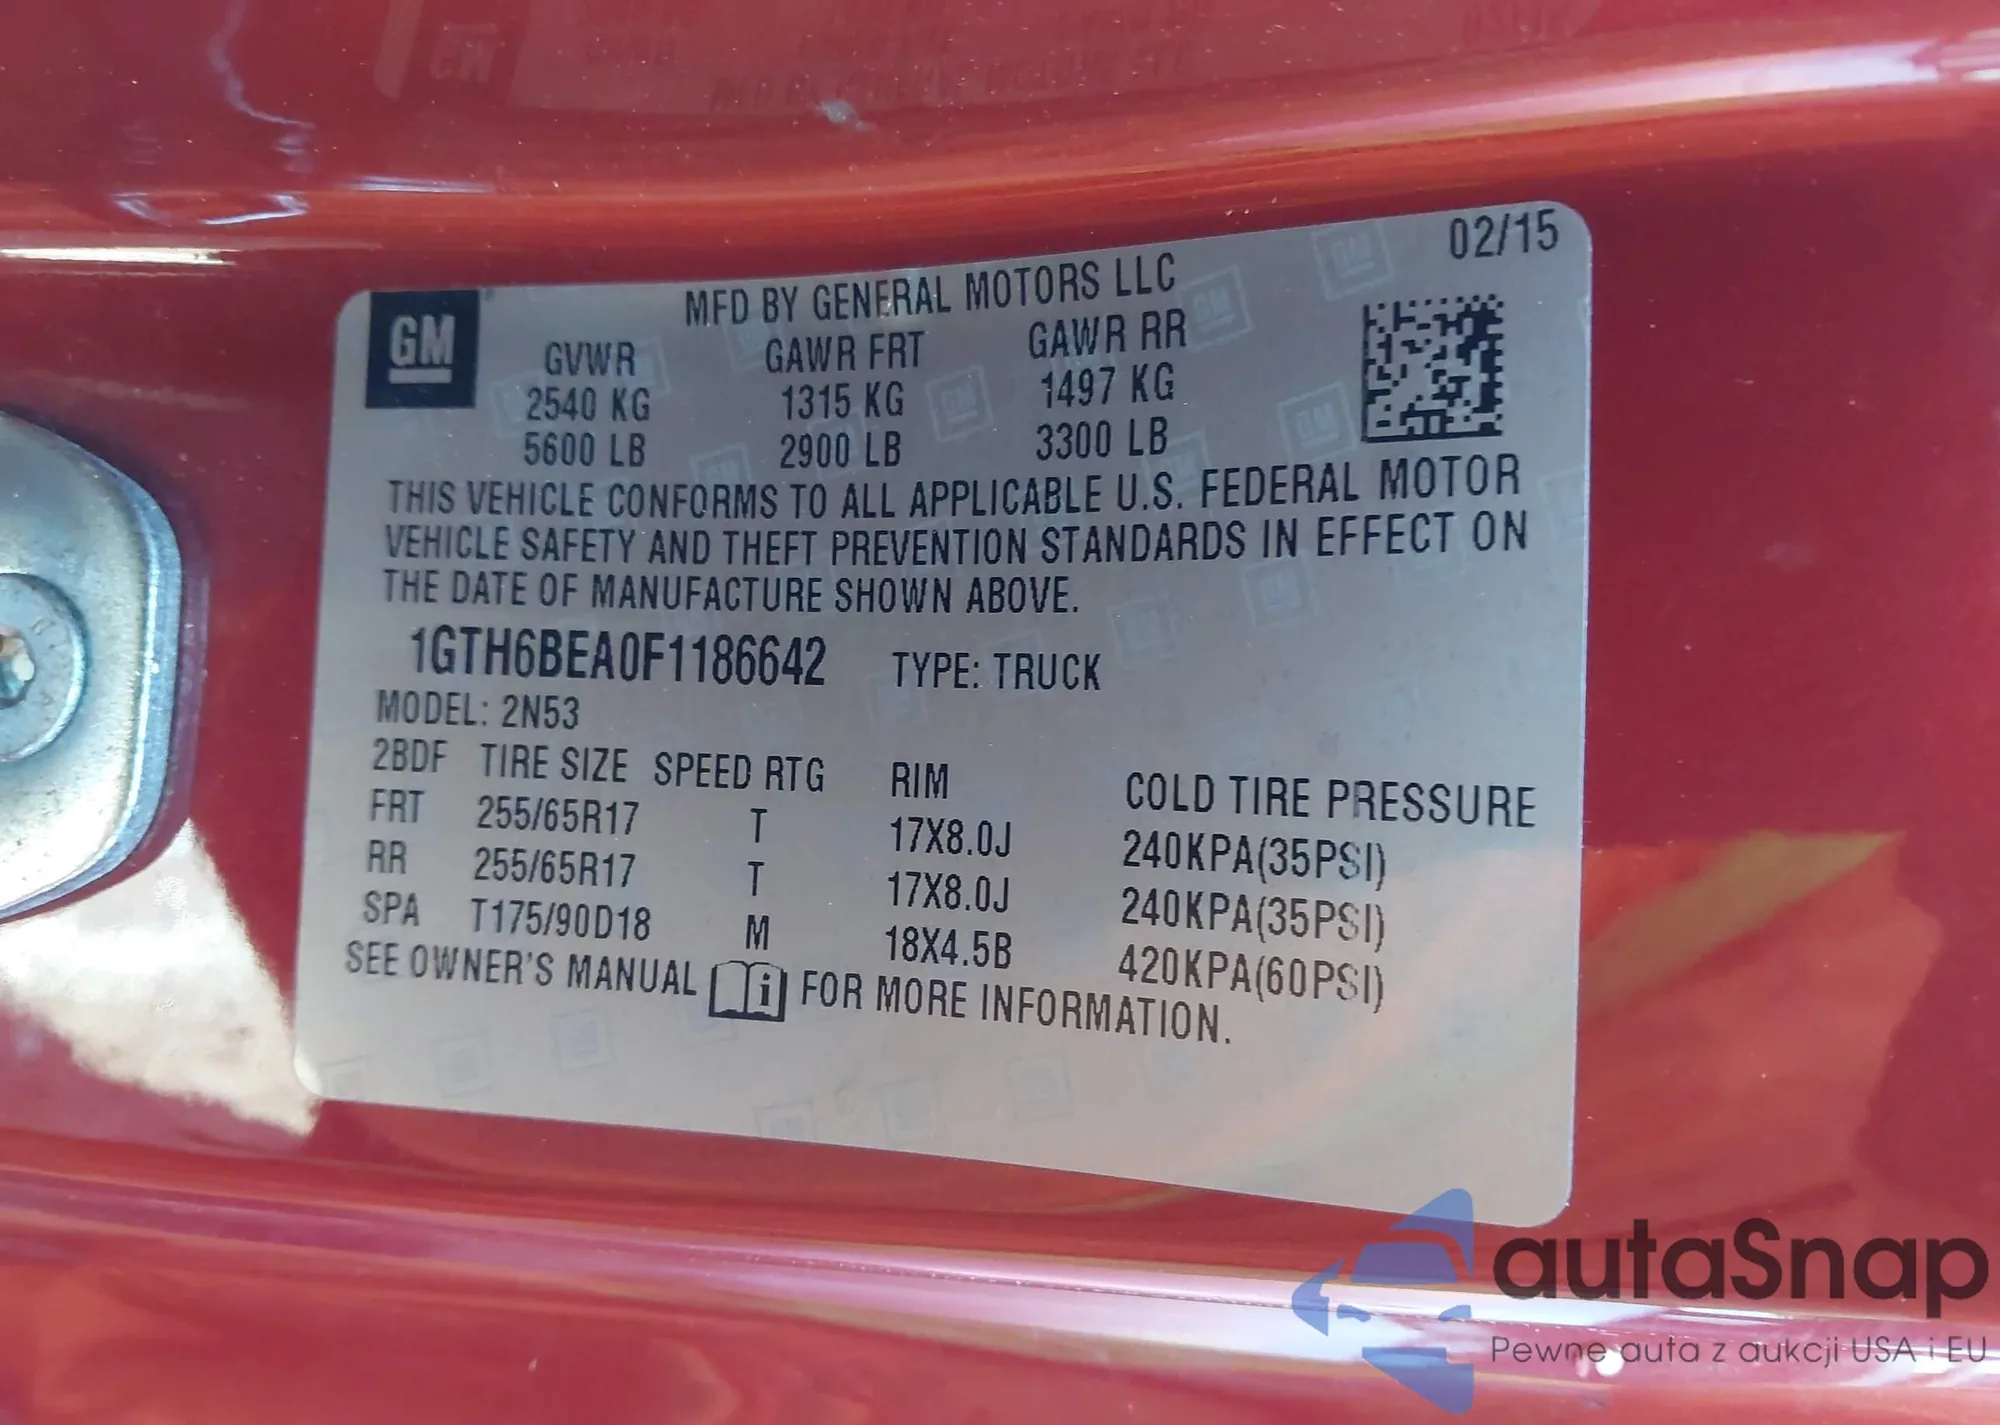 02/15
GM
MFD BY GENERAL MOTORS LLC
GVWR GAWR FRT GAWR RR
2540 KG 1315 KG 1497 KG
5600 LB 2900 LB 3300 LB
THIS VEHICLE CONFORMS TO ALL APPLICABLE U.S. FEDERAL MOTOR
VEHICLE SAFETY AND THEFT PREVENTION STANDARDS IN EFFECT ON
THE DATE OF MANUFACTURE SHOWN ABOVE.
1GTH6BEA0F1186642 TYPE: TRUCK
MODEL: 2N53
2BDF TIRE SIZE SPEED RTG RIM COLD TIRE PRESSURE
FRT 255/65R17 T 17X8.0J 240KPA(35PSI)
RR 255/65R17 T 17X8.0J 240KPA(35PSI)
SPA T175/90D18 M 18X4.5B 420KPA(60PSI)
SEE OWNER'S MANUAL i FOR MORE INFORMATION.
autaSnap
Pewne auta z aukcji USA i EU